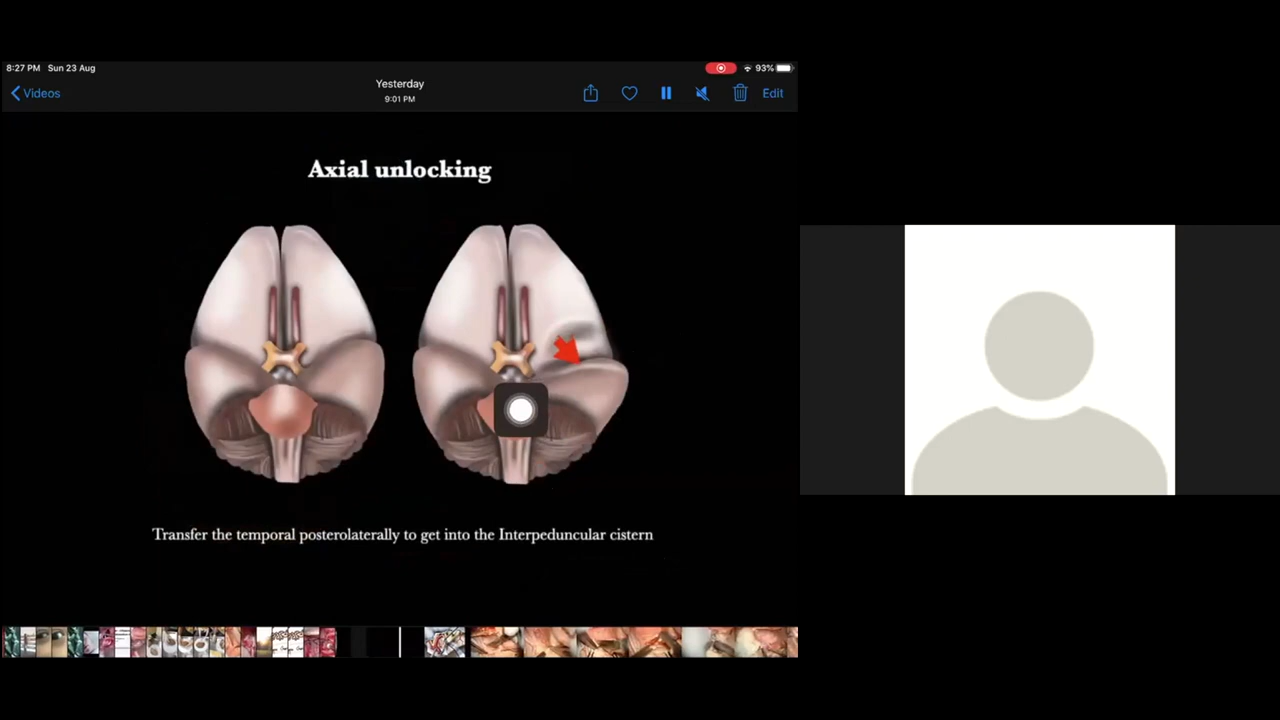 8:27 PM Sun 23 Aug
93%
Videos
Yesterday
9:01 PM
Edit
Axial unlocking
Transfer the temporal posterolaterally to get into the Interpeduncular cistern